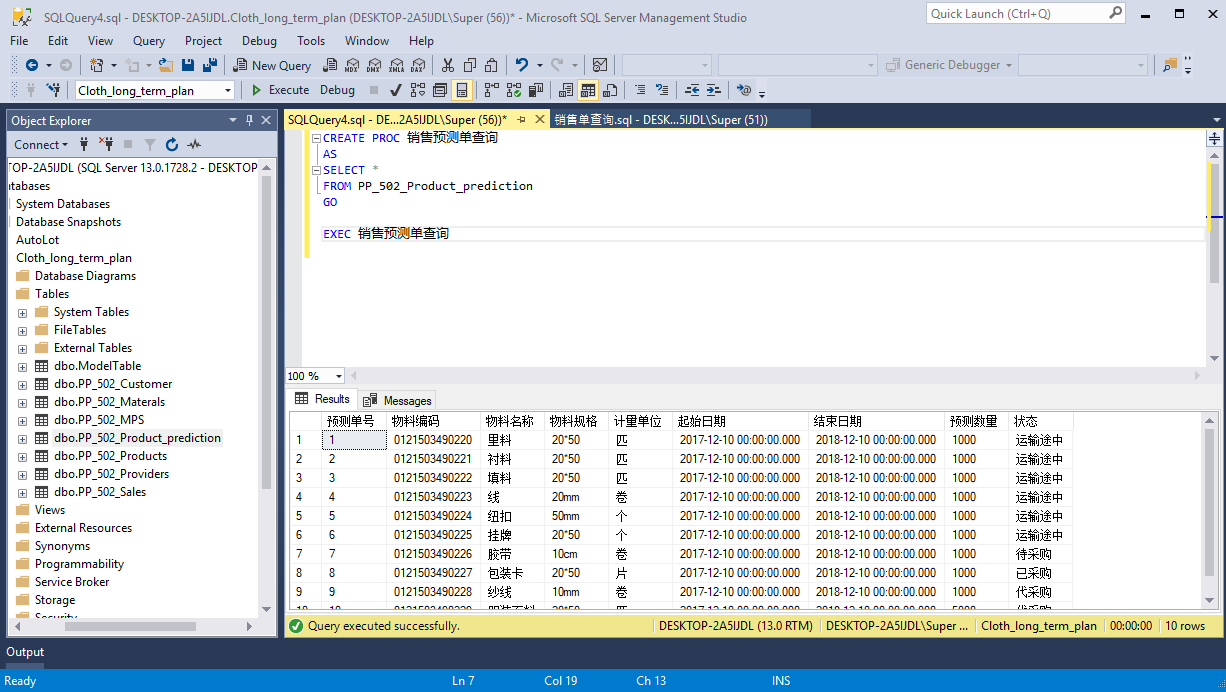 SQLQuery4.sql - DESKTOP-2A5IJDL.Cloth_long_term_plan (DESKTOP-2A5IJDL\Super (56))* - Microsoft SQL Server Management Studio
Quick Launch (Ctrl+Q)
File Edit View Query Project Debug Tools Window Help
New Query MDX DMX XMLA DAX Generic Debugger
Cloth_long_term_plan Execute Debug
Object Explorer
Connect
TOP-2A5IJDL (SQL Server 13.0.1728.2 - DESKTOP
atabases
System Databases
Database Snapshots
AutoLot
Cloth_long_term_plan
Database Diagrams
Tables
System Tables
FileTables
External Tables
dbo.ModelTable
dbo.PP_502_Customer
dbo.PP_502_Materals
dbo.PP_502_MPS
dbo.PP_502_Product_prediction
dbo.PP_502_Products
dbo.PP_502_Providers
dbo.PP_502_Sales
Views
External Resources
Synonyms
Programmability
Service Broker
Storage
Security
SQLQuery4.sql - DE...2A5IJDL\Super (56))* 销售单查询.sql - DESK...5IJDL\Super (51))
CREATE PROC 销售预测单查询
AS
SELECT *
FROM PP_502_Product_prediction
GO
EXEC 销售预测单查询
100 %
Results Messages
预测单号 物料编码 物料名称 物料规格 计量单位 起始日期 结束日期 预测数量 状态
1 1 0121503490220 里料 20*50 匹 2017-12-10 00:00:00.000 2018-12-10 00:00:00.000 1000 运输途中
2 2 0121503490221 衬料 20*50 匹 2017-12-10 00:00:00.000 2018-12-10 00:00:00.000 1000 运输途中
3 3 0121503490222 填料 20*50 匹 2017-12-10 00:00:00.000 2018-12-10 00:00:00.000 1000 运输途中
4 4 0121503490223 线 20mm 卷 2017-12-10 00:00:00.000 2018-12-10 00:00:00.000 1000 运输途中
5 5 0121503490224 纽扣 50mm 个 2017-12-10 00:00:00.000 2018-12-10 00:00:00.000 1000 运输途中
6 6 0121503490225 挂牌 20*50 个 2017-12-10 00:00:00.000 2018-12-10 00:00:00.000 1000 运输途中
7 7 0121503490226 胶带 10cm 卷 2017-12-10 00:00:00.000 2018-12-10 00:00:00.000 1000 待采购
8 8 0121503490227 包装卡 20*50 片 2017-12-10 00:00:00.000 2018-12-10 00:00:00.000 1000 已采购
9 9 0121503490228 纱线 10mm 卷 2017-12-10 00:00:00.000 2018-12-10 00:00:00.000 1000 代采购
Query executed successfully. DESKTOP-2A5IJDL (13.0 RTM) DESKTOP-2A5IJDL\Super ... Cloth_long_term_plan 00:00:00 10 rows
Output
Ready Ln 7 Col 19 Ch 13 INS